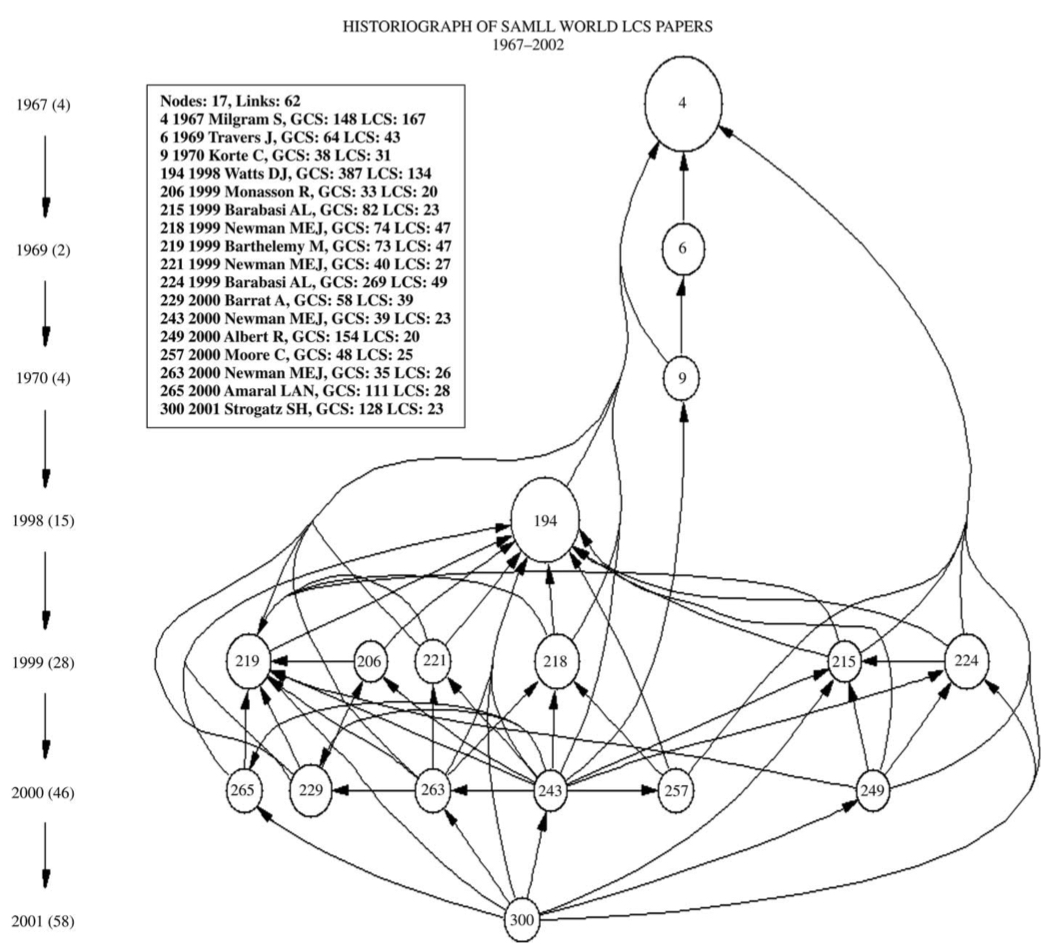 HISTORIOGRAPH OF SAMLL WORLD LCS PAPERS
1967–2002
1967 (4)
1969 (2)
1970 (4)
1998 (15)
1999 (28)
2000 (46)
2001 (58)
Nodes: 17, Links: 62
4 1967 Milgram S, GCS: 148 LCS: 167
6 1969 Travers J, GCS: 64 LCS: 43
9 1970 Korte C, GCS: 38 LCS: 31
194 1998 Watts DJ, GCS: 387 LCS: 134
206 1999 Monasson R, GCS: 33 LCS: 20
215 1999 Barabasi AL, GCS: 82 LCS: 23
218 1999 Newman MEJ, GCS: 74 LCS: 47
219 1999 Barthelemy M, GCS: 73 LCS: 47
221 1999 Newman MEJ, GCS: 40 LCS: 27
224 1999 Barabasi AL, GCS: 269 LCS: 49
229 2000 Barrat A, GCS: 58 LCS: 39
243 2000 Newman MEJ, GCS: 39 LCS: 23
249 2000 Albert R, GCS: 154 LCS: 20
257 2000 Moore C, GCS: 48 LCS: 25
263 2000 Newman MEJ, GCS: 35 LCS: 26
265 2000 Amaral LAN, GCS: 111 LCS: 28
300 2001 Strogatz SH, GCS: 128 LCS: 23
4
6
9
194
219 206 221 218 215 224
265 229 263 243 257 249
300